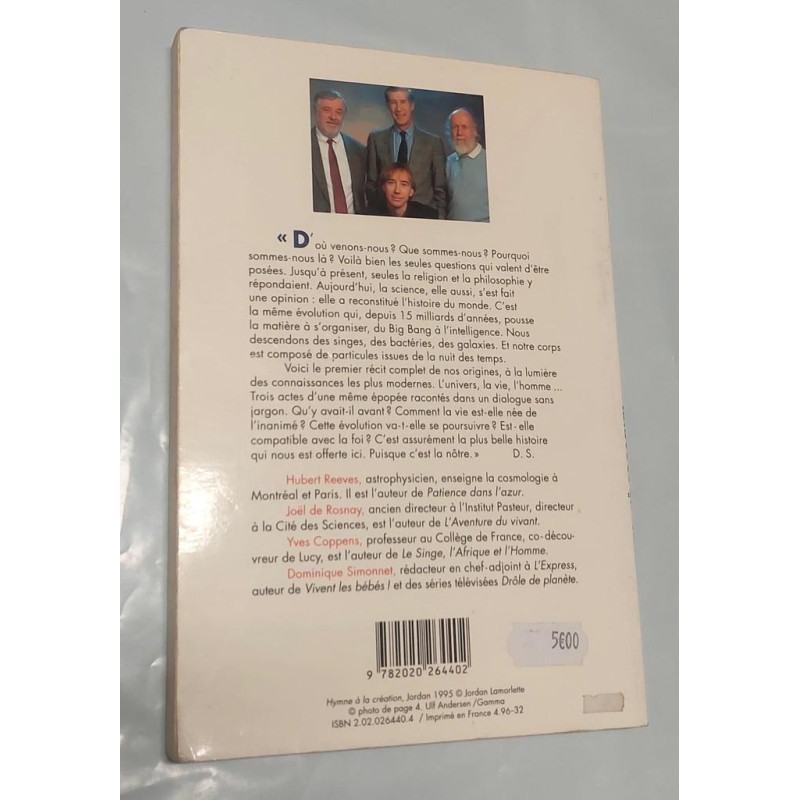 « D'où venons-nous ? Que sommes-nous ? Pourquoi
sommes-nous là ? Voilà bien les seules questions qui valent d'être
posées. Jusqu'à présent, seules la religion et la philosophie y
répondaient. Aujourd'hui, la science, elle aussi, s'est fait
une opinion : elle a reconstitué l'histoire du monde. C'est
la même évolution qui, depuis 15 milliards d'années, pousse
la matière à s'organiser, du Big Bang à l'intelligence. Nous
descendons des singes, des bactéries, des galaxies. Et notre corps
est composé de particules issues de la nuit des temps.
Voici le premier récit complet de nos origines, à la lumière
des connaissances les plus modernes. L'univers, la vie, l'homme ...
Trois actes d'une même épopée racontés dans un dialogue sans
jargon. Qu'y avait-il avant ? Comment la vie est-elle née de
l'inanimé ? Cette évolution va-t-elle se poursuivre ? Est-elle
compatible avec la foi ? C'est assurément la plus belle histoire
qui nous est offerte ici. Puisque c'est la nôtre. » D. S.
Hubert Reeves, astrophysicien, enseigne la cosmologie à
Montréal et Paris. Il est l'auteur de Patience dans l'azur.
Joël de Rosnay, ancien directeur à l'Institut Pasteur, directeur
à la Cité des Sciences, est l'auteur de L'Aventure du vivant.
Yves Coppens, professeur au Collège de France, co-décou-
vreur de Lucy, est l'auteur de Le Singe, l'Afrique et l'Homme.
Dominique Simonnet, rédacteur en chef-adjoint à L'Express,
auteur de Vivent les bébés ! et des séries télévisées Drôle de planète.
5€00
9 782020 264402
Hymne à la création, Jordan 1995 © Jordan Lamorlette
© photo de page 4, Ulf Andersen /Gamma
ISBN 2.02.026440.4 / Imprimé en France 4.96-32